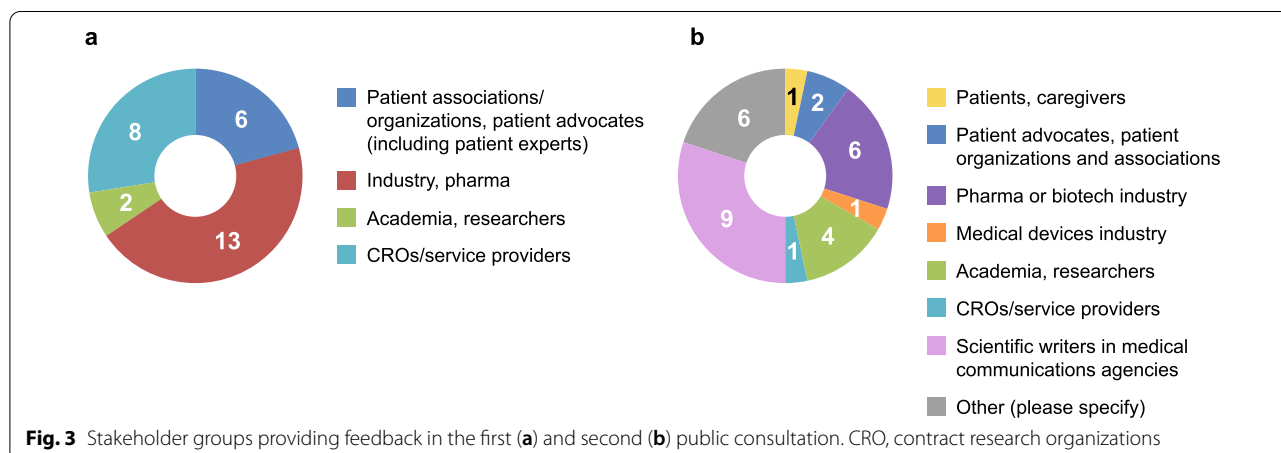 a
6
13
2
8
Patient associations/
organizations, patient advocates
(including patient experts)
Industry, pharma
Academia, researchers
CROs/service providers
b
1
2
6
1
4
1
9
6
Patients, caregivers
Patient advocates, patient
organizations and associations
Pharma or biotech industry
Medical devices industry
Academia, researchers
CROs/service providers
Scientific writers in medical
communications agencies
Other (please specify)
Fig. 3 Stakeholder groups providing feedback in the first (a) and second (b) public consultation. CRO, contract research organizations